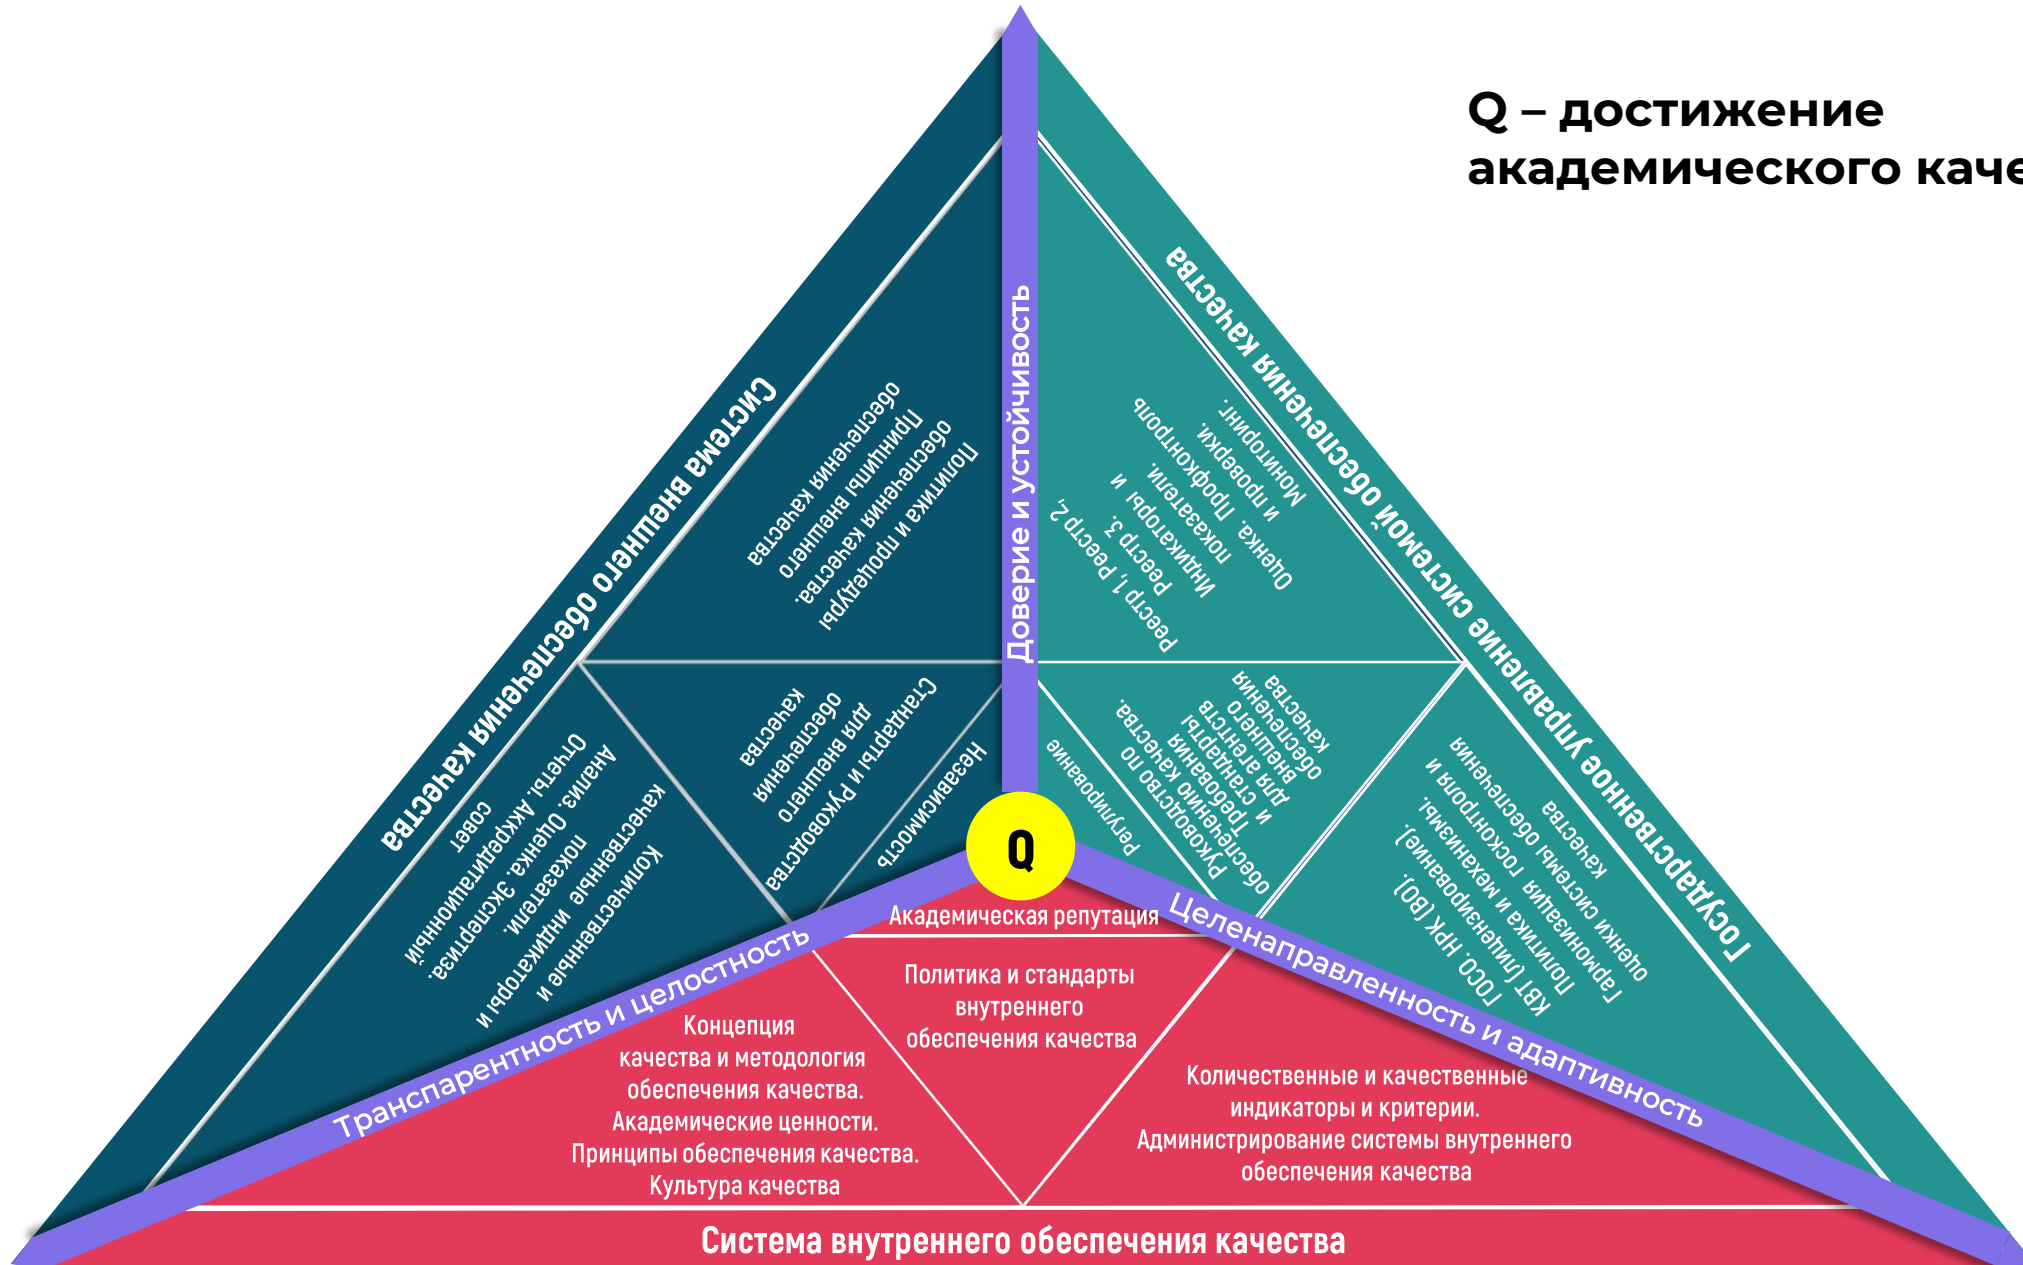 Q – достижение
академического каче
Система внешнего обеспечения качества
Политика и процедуры
обеспечения качества.
Принципы внешнего
обеспечения качества
Стандарты и Руководства
для внешнего
обеспечения
качества
Независимость
Количественные и
качественные индикаторы и
показатели.
Анализ. Оценка. Экспертиза.
Отчеты. Аккредитационный
совет
Доверие и устойчивость
Государственное управление системой обеспечения качества
Мониторинг.
и проверки.
Оценка. Профконтроль
показатели.
Индикаторы и
Реестр 3.
Реестр 1, Реестр 2,
Регулирование
Руководство по
обеспечению качества.
Требования
и стандарты
для агентств
внешнего
обеспечения
качества
ГОСО. НРК (ВО).
КВТ (лицензирование).
Политика и механизмы.
Гармонизация госконтроля и
оценки системы обеспечения
качества
Q
Транспарентность и целостность
Целенаправленность и адаптивность
Академическая репутация
Политика и стандарты
внутреннего
обеспечения качества
Концепция
качества и методология
обеспечения качества.
Академические ценности.
Принципы обеспечения качества.
Культура качества
Количественные и качественные
индикаторы и критерии.
Администрирование системы внутреннего
обеспечения качества
Система внутреннего обеспечения качества